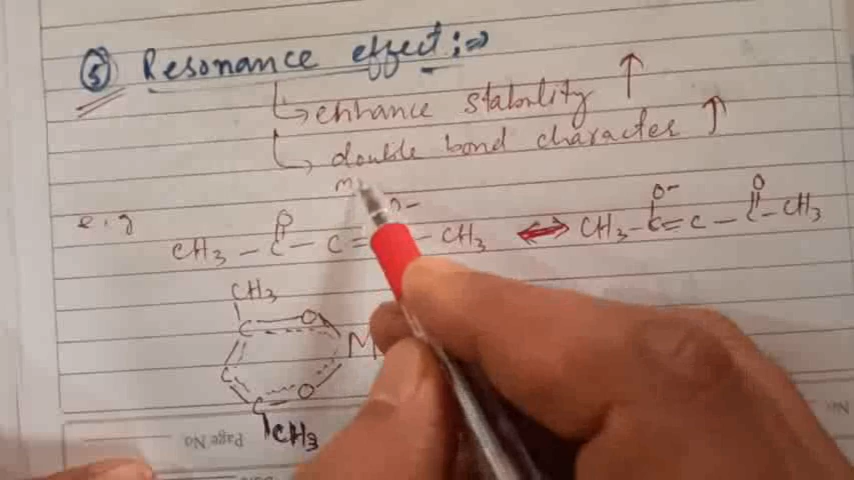 (5) Resonance effect :⇒
↳ enhance stability ↑
↳ double bond character ↑
e.g
O O- O- O
CH3 - C - C = - CH3 ⇔ CH3 - C = C - C - CH3
CH3
C O
C M
C O
CH3
Page No